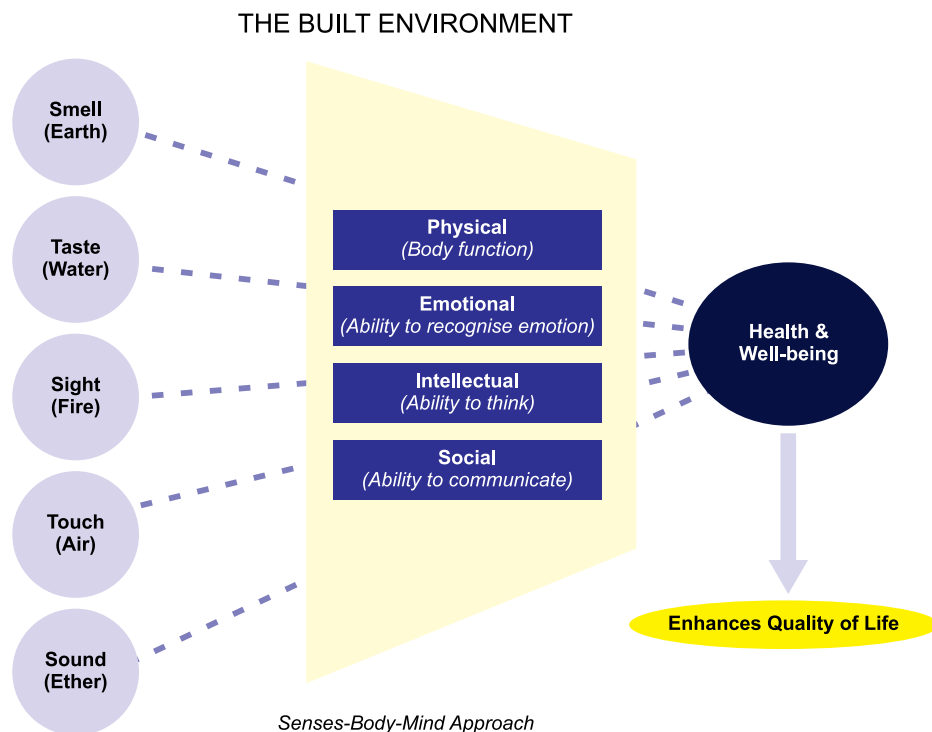 THE BUILT ENVIRONMENT
Smell
(Earth)
Taste
(Water)
Sight
(Fire)
Touch
(Air)
Sound
(Ether)
Physical
(Body function)
Emotional
(Ability to recognise emotion)
Intellectual
(Ability to think)
Social
(Ability to communicate)
Health &
Well-being
Enhances Quality of Life
Senses-Body-Mind Approach